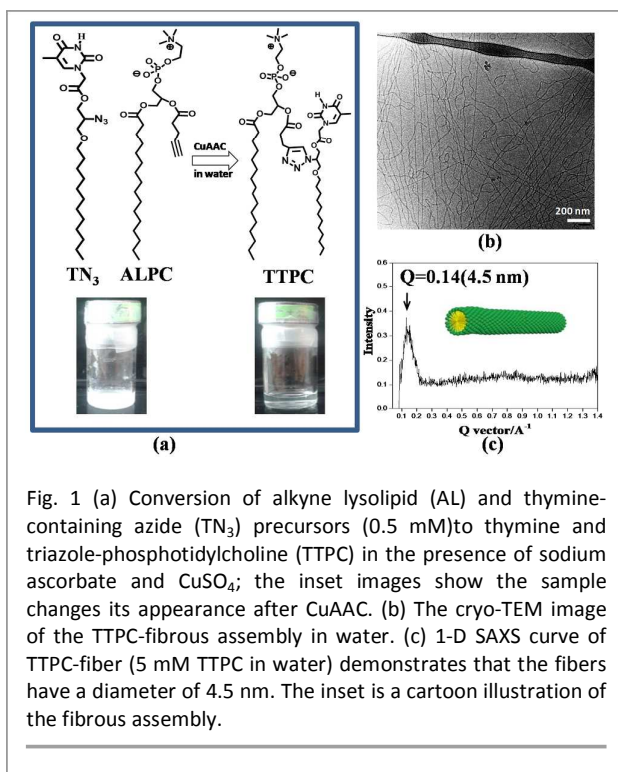 O
H
N
O
N
O
O
N₃
O
TN₃
N
⊕
O
O
P
O
⊖O
O
O
O
O
O
ALPC
CuAAC
in water
N
⊕
O
O
P
O
⊖O
O
O
O
O
O
N
N
N
O
HN
O
N
O
O
O
TTPC
(a)
200 nm
(b)
Q=0.14(4.5 nm)
Intensity
0.6
0.5
0.4
0.3
0.2
0.1
0.0
0.1 0.2 0.3 0.4 0.5 0.6 0.7 0.8 0.9 1.0 1.1 1.2 1.3 1.4
Q vector/A⁻¹
(c)
Fig. 1 (a) Conversion of alkyne lysolipid (AL) and thymine-
containing azide (TN₃) precursors (0.5 mM)to thymine and
triazole-phosphotidylcholine (TTPC) in the presence of sodium
ascorbate and CuSO₄; the inset images show the sample
changes its appearance after CuAAC. (b) The cryo-TEM image
of the TTPC-fibrous assembly in water. (c) 1-D SAXS curve of
TTPC-fiber (5 mM TTPC in water) demonstrates that the fibers
have a diameter of 4.5 nm. The inset is a cartoon illustration of
the fibrous assembly.